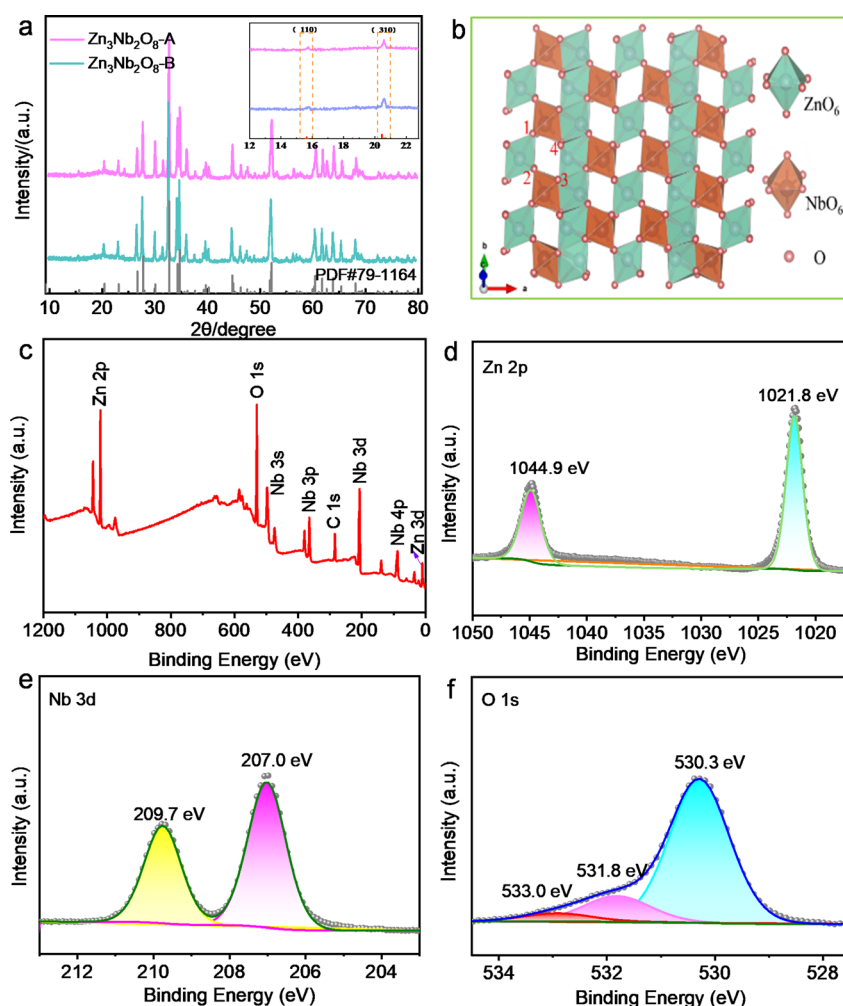 a
Zn₃Nb₂O₈-A
Zn₃Nb₂O₈-B
( 110)
( 310)
12 14 16 18 20 22
Intensity/(a.u.)
PDF#79-1164
10 20 30 40 50 60 70 80
2θ/degree
b
1
4
2
3
ZnO₆
NbO₆
O
b
a
c
Zn 2p
O 1s
Nb 3s
Nb 3p
C 1s
Nb 3d
Nb 4p
Zn 3d
Intensity (a.u.)
1200 1000 800 600 400 200 0
Binding Energy (eV)
d
Zn 2p
1021.8 eV
1044.9 eV
Intensity (a.u.)
1050 1045 1040 1035 1030 1025 1020
Binding Energy (eV)
e
Nb 3d
207.0 eV
209.7 eV
Intensity (a.u.)
212 210 208 206 204
Binding Energy (eV)
f
O 1s
530.3 eV
531.8 eV
533.0 eV
Intensity (a.u.)
534 532 530 528
Binding Energy (eV)